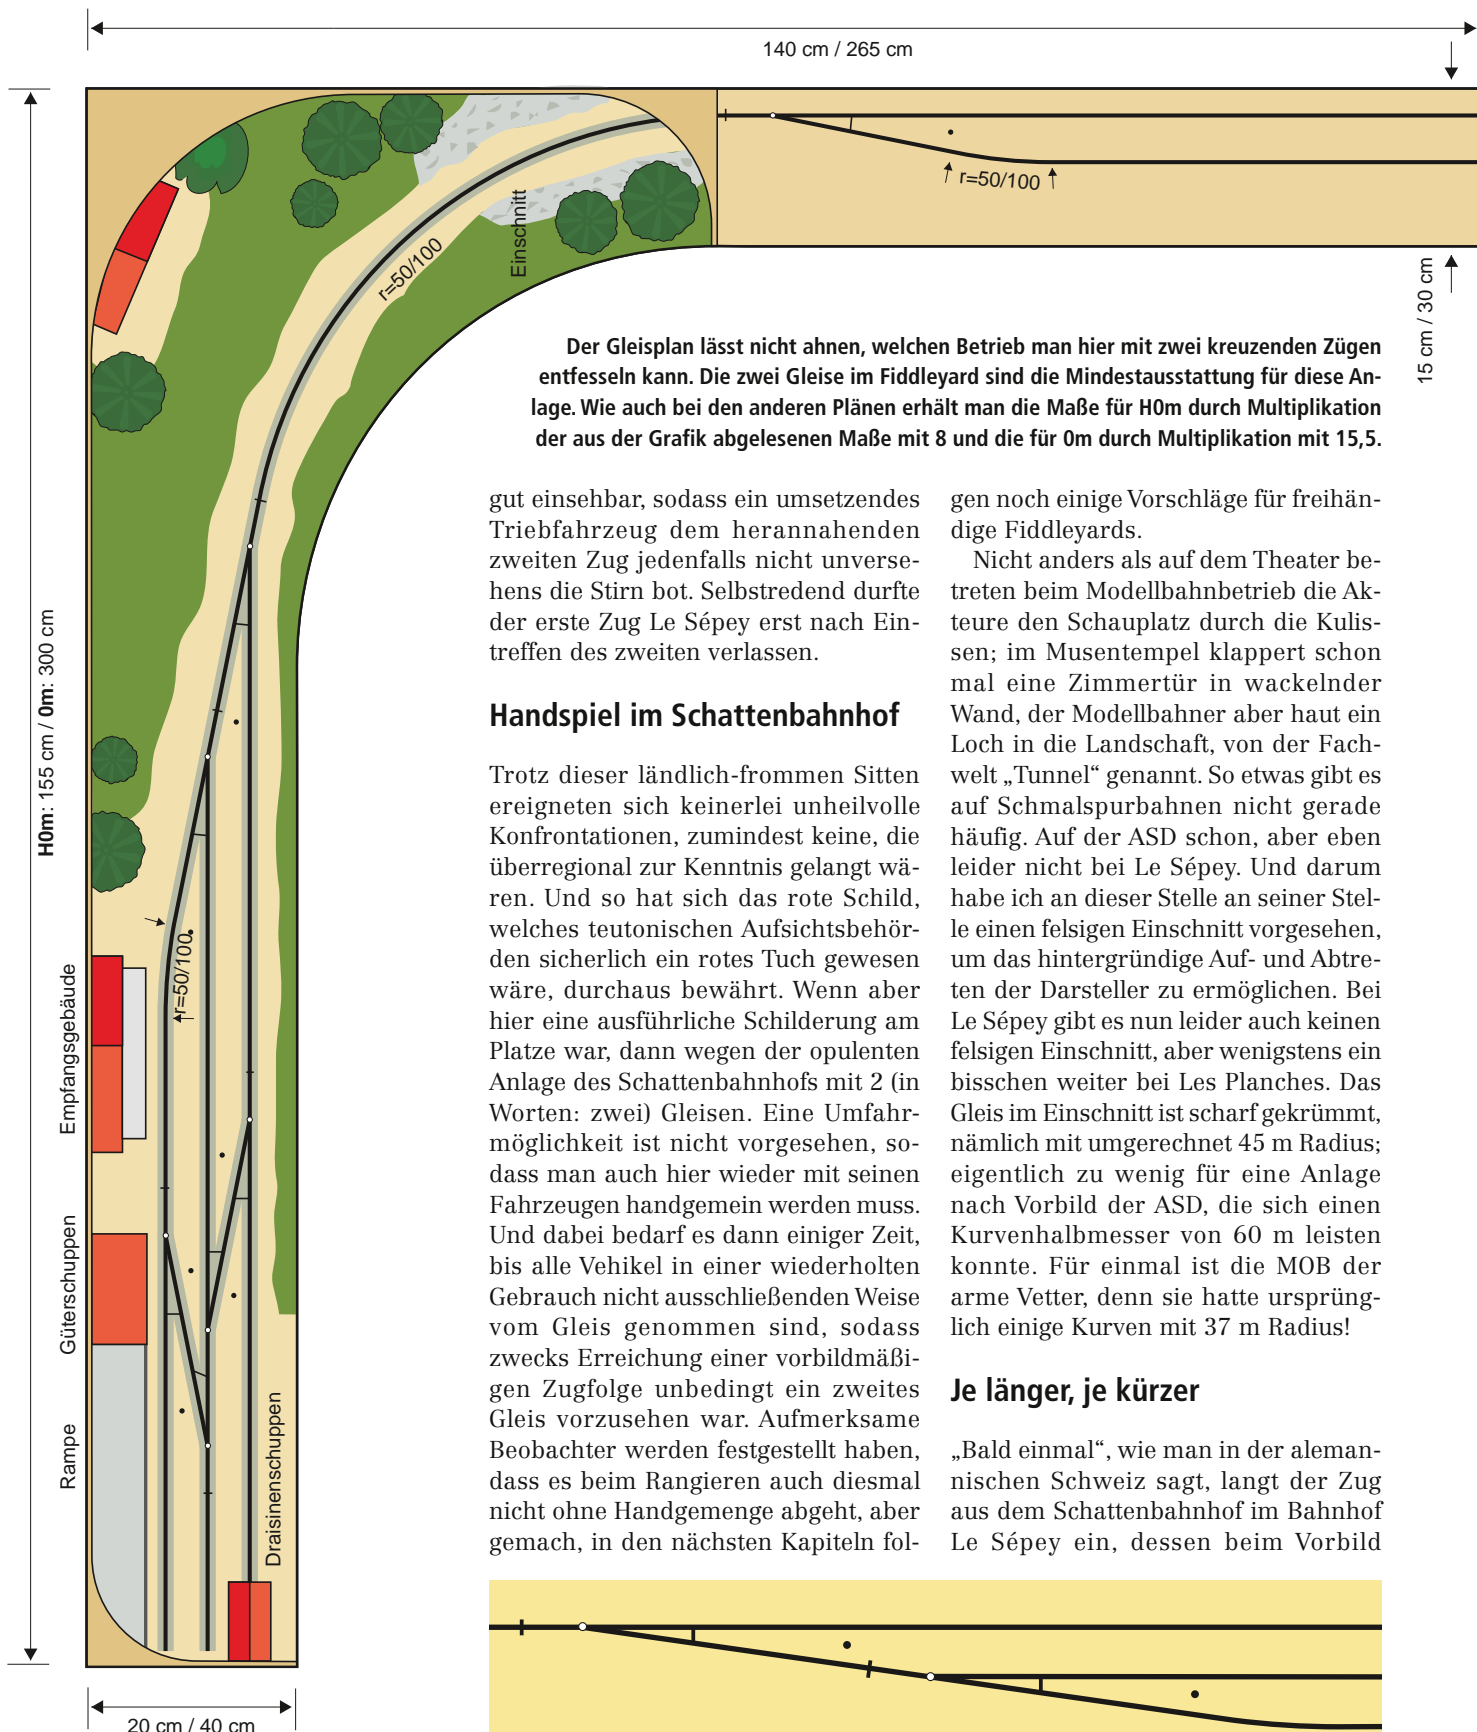 140 cm / 265 cm
r=50/100
15 cm / 30 cm
Einschnitt
r=50/100
Der Gleisplan lässt nicht ahnen, welchen Betrieb man hier mit zwei kreuzenden Zügen
entfesseln kann. Die zwei Gleise im Fiddleyard sind die Mindestausstattung für diese An-
lage. Wie auch bei den anderen Plänen erhält man die Maße für H0m durch Multiplikation
der aus der Grafik abgelesenen Maße mit 8 und die für 0m durch Multiplikation mit 15,5.
H0m: 155 cm / 0m: 300 cm
r=50/100
Empfangsgebäude
Güterschuppen
Rampe
Draisinenschuppen
20 cm / 40 cm
gut einsehbar, sodass ein umsetzendes
Triebfahrzeug dem herannahenden
zweiten Zug jedenfalls nicht unverse-
hens die Stirn bot. Selbstredend durfte
der erste Zug Le Sépey erst nach Ein-
treffen des zweiten verlassen.
Handspiel im Schattenbahnhof
Trotz dieser ländlich-frommen Sitten
ereigneten sich keinerlei unheilvolle
Konfrontationen, zumindest keine, die
überregional zur Kenntnis gelangt wä-
ren. Und so hat sich das rote Schild,
welches teutonischen Aufsichtsbehör-
den sicherlich ein rotes Tuch gewesen
wäre, durchaus bewährt. Wenn aber
hier eine ausführliche Schilderung am
Platze war, dann wegen der opulenten
Anlage des Schattenbahnhofs mit 2 (in
Worten: zwei) Gleisen. Eine Umfahr-
möglichkeit ist nicht vorgesehen, so-
dass man auch hier wieder mit seinen
Fahrzeugen handgemein werden muss.
Und dabei bedarf es dann einiger Zeit,
bis alle Vehikel in einer wiederholten
Gebrauch nicht ausschließenden Weise
vom Gleis genommen sind, sodass
zwecks Erreichung einer vorbildmäßi-
gen Zugfolge unbedingt ein zweites
Gleis vorzusehen war. Aufmerksame
Beobachter werden festgestellt haben,
dass es beim Rangieren auch diesmal
nicht ohne Handgemenge abgeht, aber
gemach, in den nächsten Kapiteln fol-
gen noch einige Vorschläge für freihän-
dige Fiddleyards.
Nicht anders als auf dem Theater be-
treten beim Modellbahnbetrieb die Ak-
teure den Schauplatz durch die Kulis-
sen; im Musentempel klappert schon
mal eine Zimmertür in wackelnder
Wand, der Modellbahner aber haut ein
Loch in die Landschaft, von der Fach-
welt „Tunnel“ genannt. So etwas gibt es
auf Schmalspurbahnen nicht gerade
häufig. Auf der ASD schon, aber eben
leider nicht bei Le Sépey. Und darum
habe ich an dieser Stelle an seiner Stel-
le einen felsigen Einschnitt vorgesehen,
um das hintergründige Auf- und Abtre-
ten der Darsteller zu ermöglichen. Bei
Le Sépey gibt es nun leider auch keinen
felsigen Einschnitt, aber wenigstens ein
bisschen weiter bei Les Planches. Das
Gleis im Einschnitt ist scharf gekrümmt,
nämlich mit umgerechnet 45 m Radius;
eigentlich zu wenig für eine Anlage
nach Vorbild der ASD, die sich einen
Kurvenhalbmesser von 60 m leisten
konnte. Für einmal ist die MOB der
arme Vetter, denn sie hatte ursprüng-
lich einige Kurven mit 37 m Radius!
Je länger, je kürzer
„Bald einmal“, wie man in der aleman-
nischen Schweiz sagt, langt der Zug
aus dem Schattenbahnhof im Bahnhof
Le Sépey ein, dessen beim Vorbild